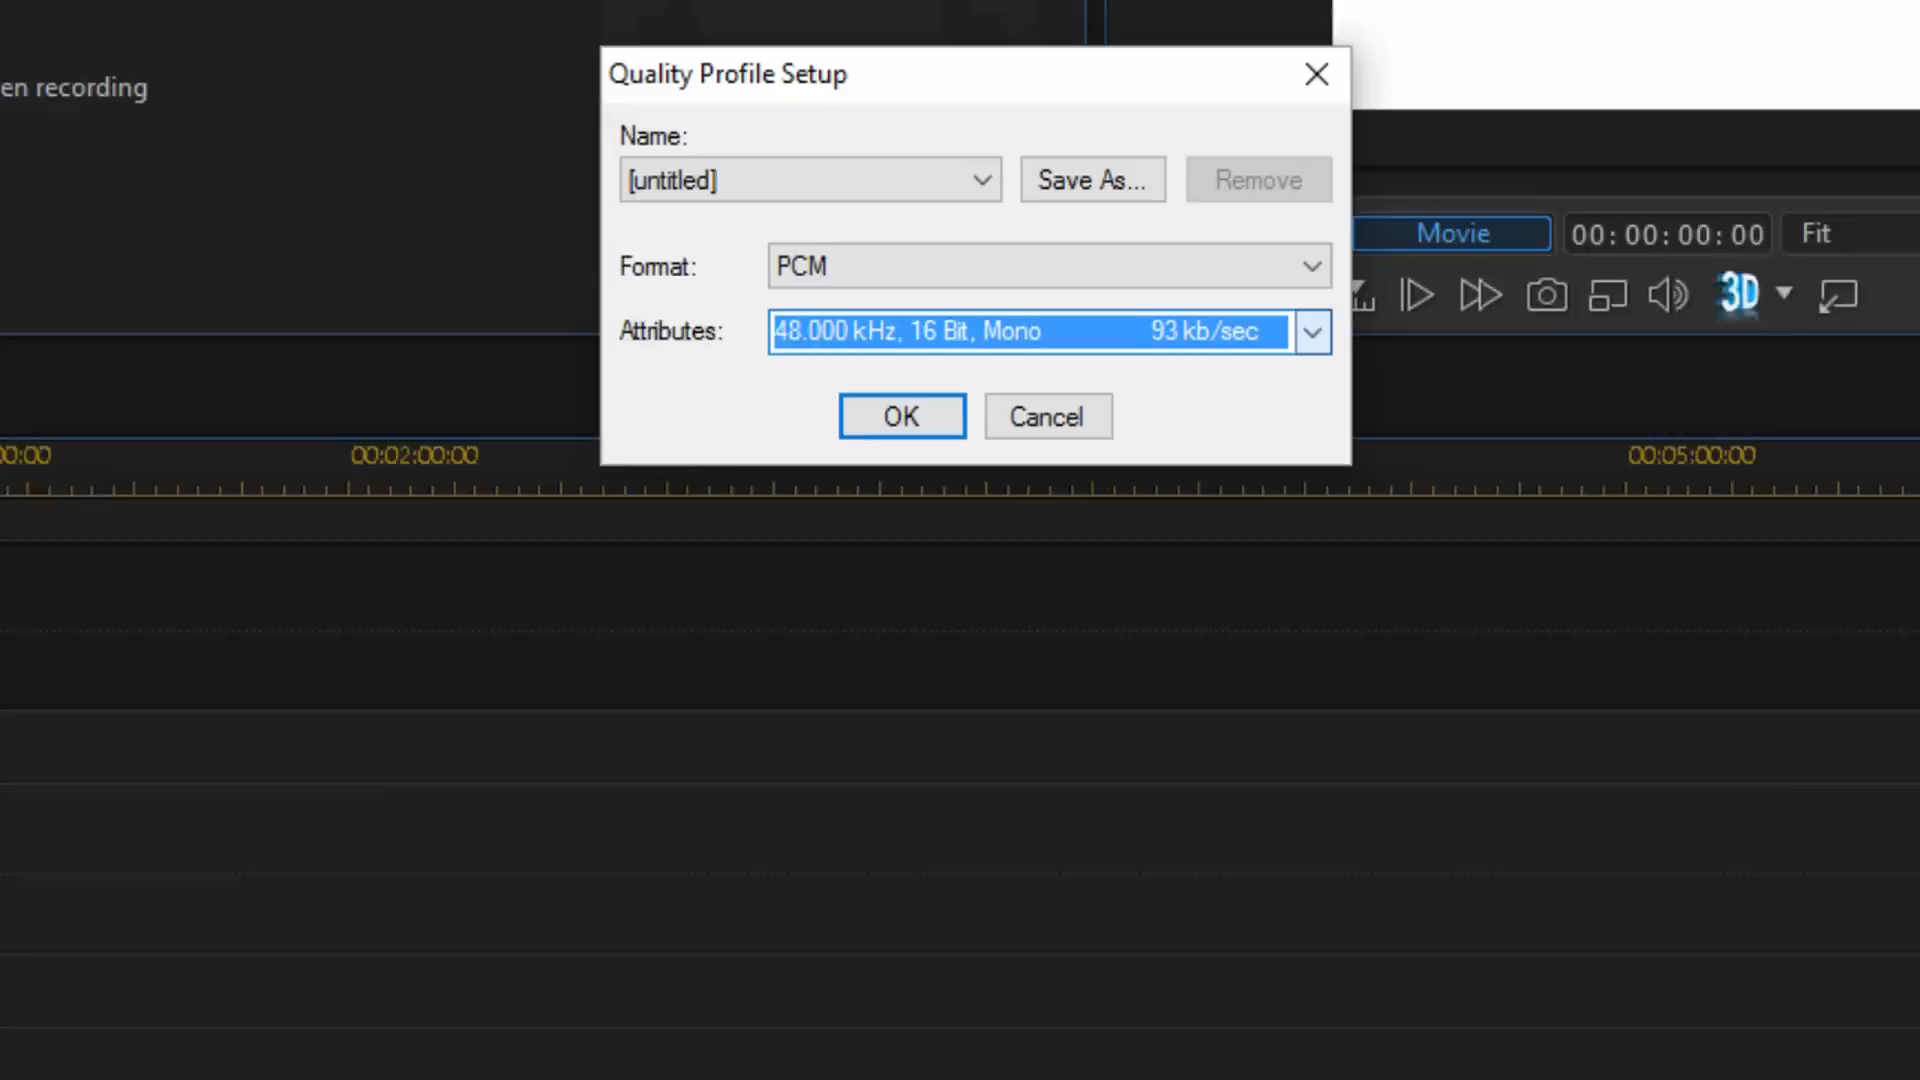 en recording
Quality Profile Setup
Name:
[untitled]
Save As...
Remove
Format:
PCM
Attributes:
48.000 kHz, 16 Bit, Mono 93 kb/sec
OK
Cancel
Movie
00:00:00:00
Fit
3D
00:00
00:02:00:00
00:05:00:00